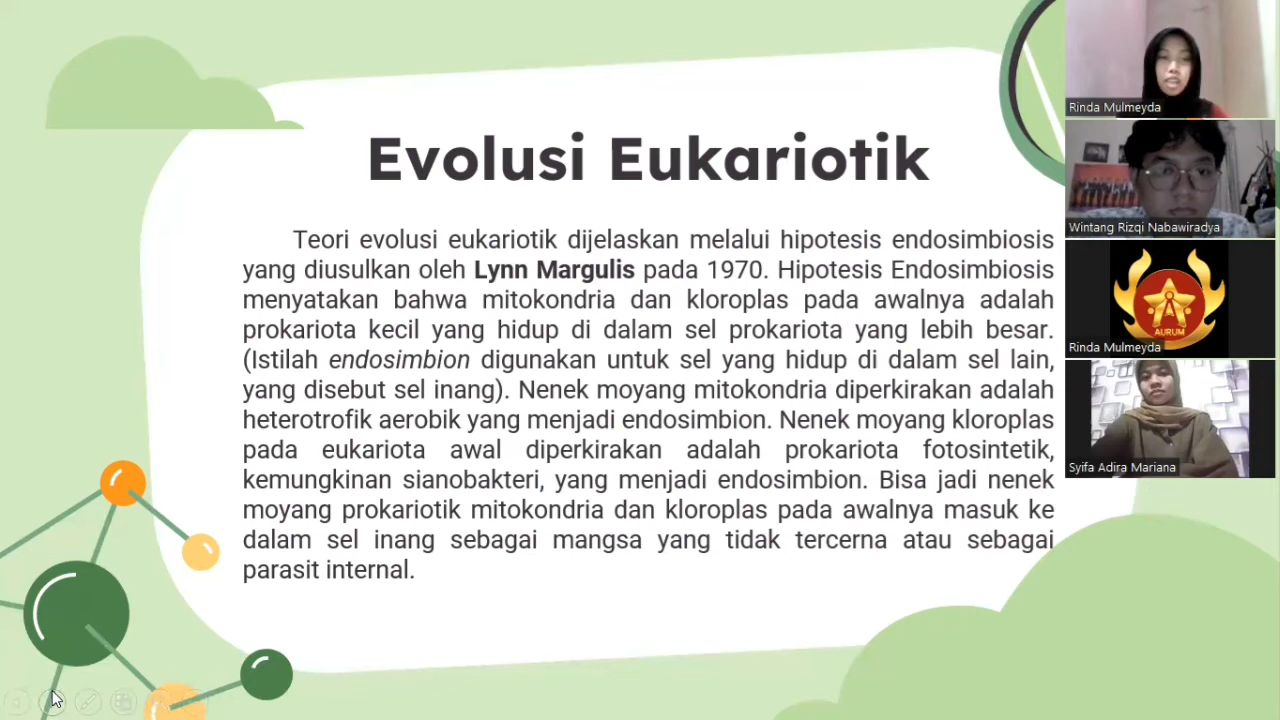 Evolusi Eukariotik
Teori evolusi eukariotik dijelaskan melalui hipotesis endosimbiosis
yang diusulkan oleh Lynn Margulis pada 1970. Hipotesis Endosimbiosis
menyatakan bahwa mitokondria dan kloroplas pada awalnya adalah
prokariota kecil yang hidup di dalam sel prokariota yang lebih besar.
(Istilah endosimbion digunakan untuk sel yang hidup di dalam sel lain,
yang disebut sel inang). Nenek moyang mitokondria diperkirakan adalah
heterotrofik aerobik yang menjadi endosimbion. Nenek moyang kloroplas
pada eukariota awal diperkirakan adalah prokariota fotosintetik,
kemungkinan sianobakteri, yang menjadi endosimbion. Bisa jadi nenek
moyang prokariotik mitokondria dan kloroplas pada awalnya masuk ke
dalam sel inang sebagai mangsa yang tidak tercerna atau sebagai
parasit internal.
Rinda Mulmeyda
Wintang Rizqi Nabawiradya
AURUM
Rinda Mulmeyda
Syifa Adira Mariana